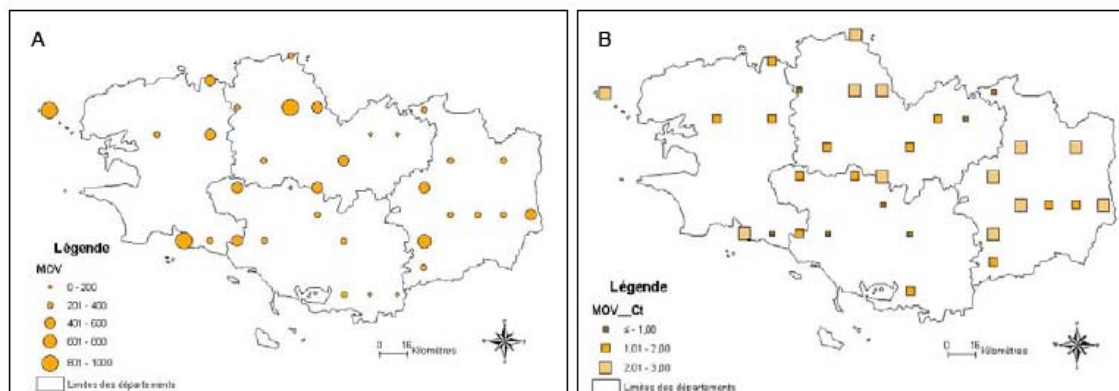 A
Légende
MOV
0 - 200
201 - 400
401 - 600
601 - 800
801 - 1000
Limites des départements
0 16
Kilomètres
B
Légende
MOV__Ct
≤ - 1,00
1,01 - 2,00
2,01 - 3,00
Limites des départements
0 16
Kilomètres